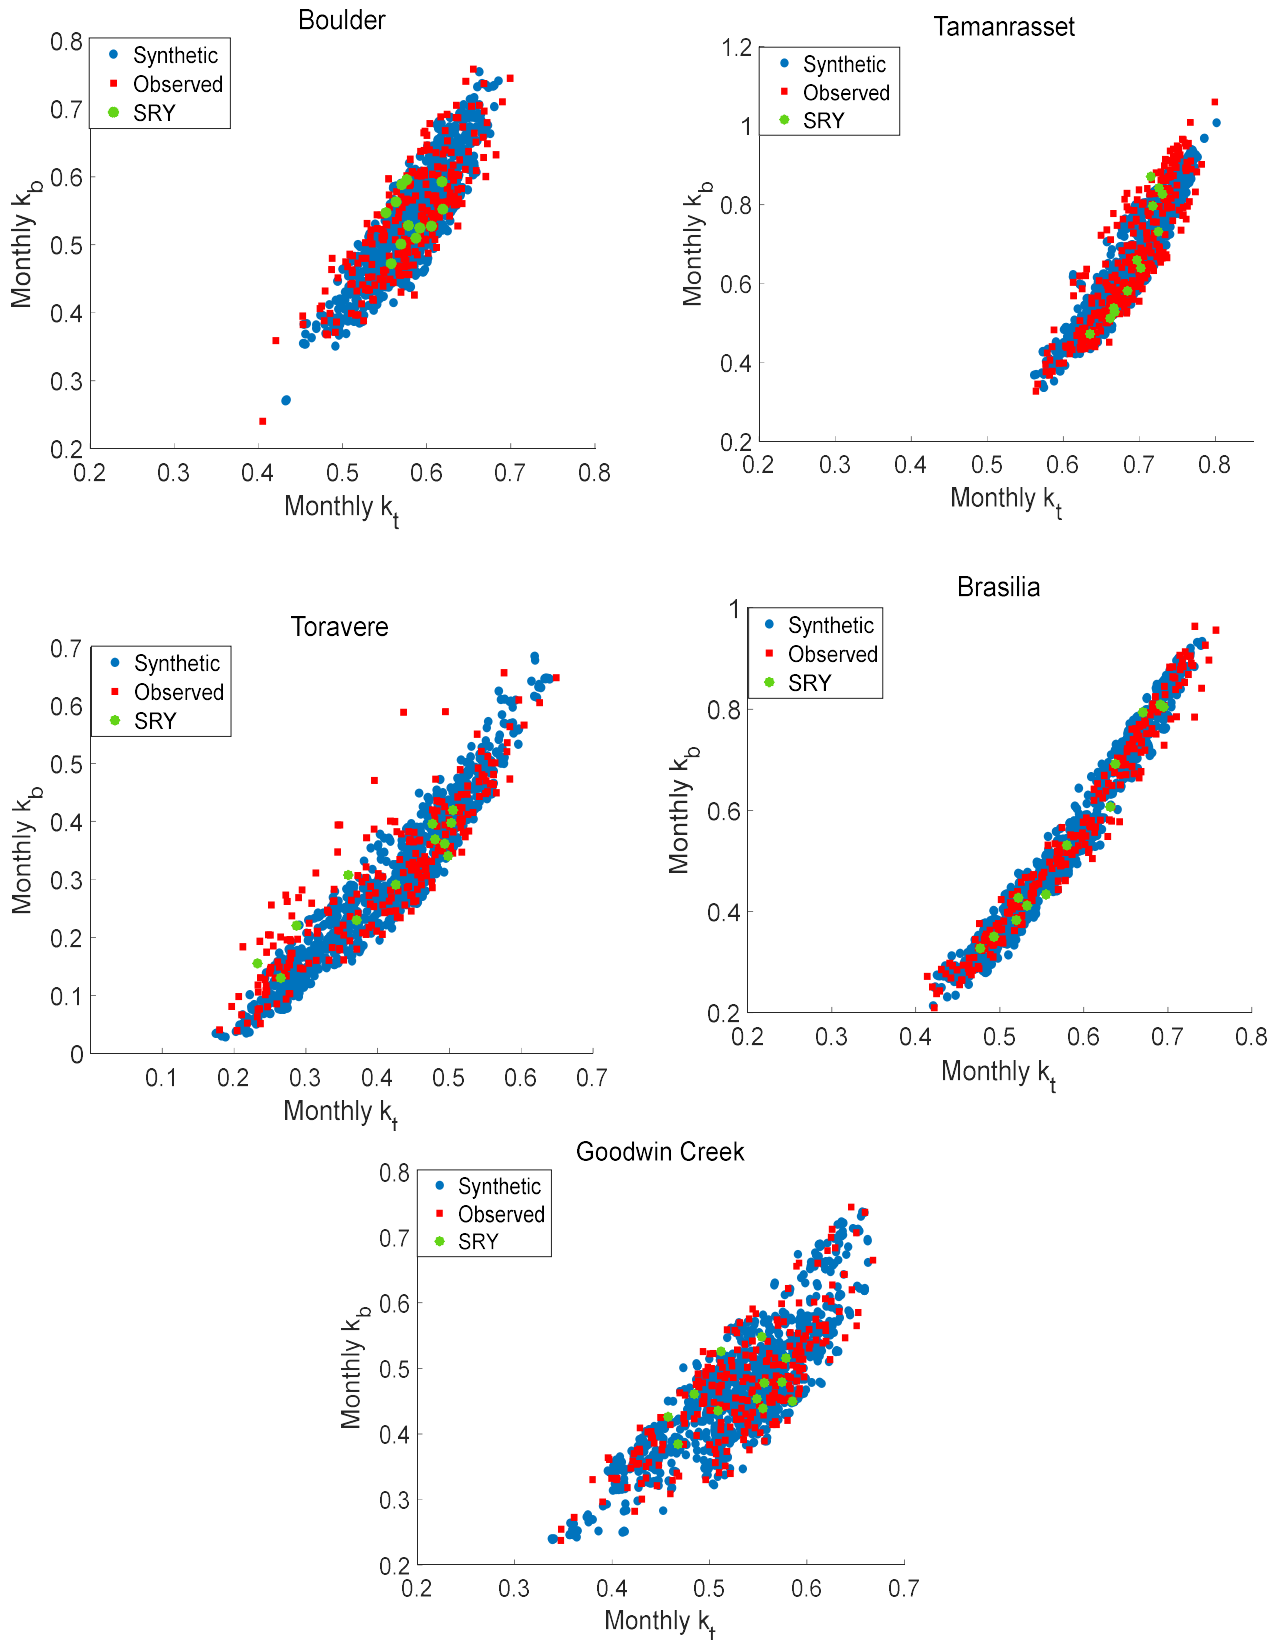 Boulder
0.8
0.7
0.6
0.5
0.4
0.3
0.2
Monthly k_b
Synthetic
Observed
SRY
0.2 0.3 0.4 0.5 0.6 0.7 0.8
Monthly k_t
Tamanrasset
1.2
1
0.8
0.6
0.4
0.2
Monthly k_b
Synthetic
Observed
SRY
0.2 0.3 0.4 0.5 0.6 0.7 0.8
Monthly k_t
Toravere
0.7
0.6
0.5
0.4
0.3
0.2
0.1
0
Monthly k_b
Synthetic
Observed
SRY
0.1 0.2 0.3 0.4 0.5 0.6 0.7
Monthly k_t
Brasilia
1
0.8
0.6
0.4
0.2
Monthly k_b
Synthetic
Observed
SRY
0.2 0.3 0.4 0.5 0.6 0.7 0.8
Monthly k_t
Goodwin Creek
0.8
0.7
0.6
0.5
0.4
0.3
0.2
Monthly k_b
Synthetic
Observed
SRY
0.2 0.3 0.4 0.5 0.6 0.7
Monthly k_t